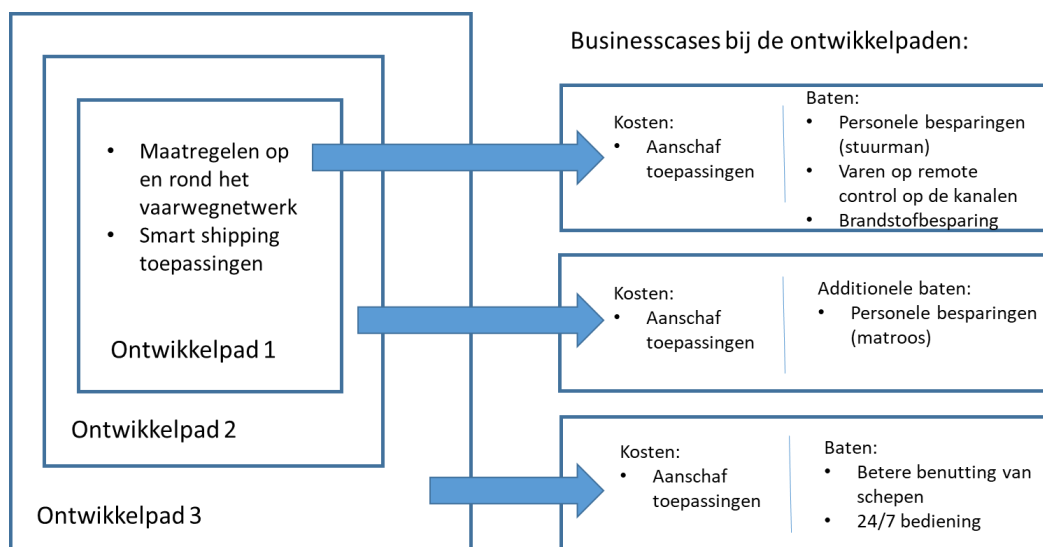 Businesscases bij de ontwikkelpaden:
• Maatregelen op
en rond het
vaarwegnetwerk
• Smart shipping
toepassingen
Ontwikkelpad 1
Ontwikkelpad 2
Ontwikkelpad 3
Kosten:
• Aanschaf
toepassingen
Baten:
• Personele besparingen
(stuurman)
• Varen op remote
control op de kanalen
• Brandstofbesparing
Kosten:
• Aanschaf
toepassingen
Additionele baten:
• Personele besparingen
(matroos)
Kosten:
• Aanschaf
toepassingen
Baten:
• Betere benutting van
schepen
• 24/7 bediening